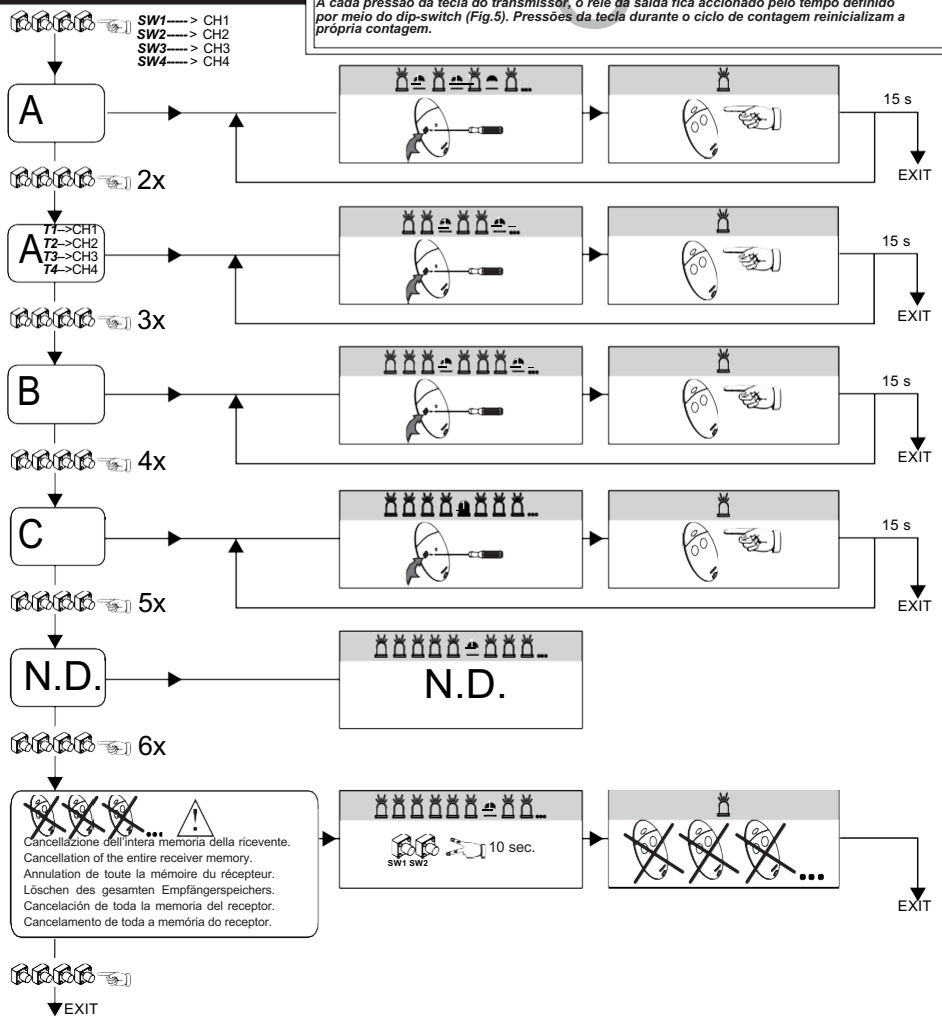 A cada pressão da tecla do transmissor, o relé da saída fica accionado pelo tempo definido
por meio do dip-switch (Fig.5). Pressões da tecla durante o ciclo de contagem reinicializam a
própria contagem.
SW1-----> CH1
SW2-----> CH2
SW3-----> CH3
SW4-----> CH4
A
15 s
EXIT
2x
A
T1-->CH1
T2-->CH2
T3-->CH3
T4-->CH4
15 s
EXIT
3x
B
15 s
EXIT
4x
C
15 s
EXIT
5x
N.D.
N.D.
6x
Cancellazione dell'intera memoria della ricevente.
Cancellation of the entire receiver memory.
Annulation de toute la mémoire du récepteur.
Löschen des gesamten Empfängerspeichers.
Cancelación de toda la memoria del receptor.
Cancelamento de toda a memória do receptor.
SW1 SW2
10 sec.
EXIT
EXIT